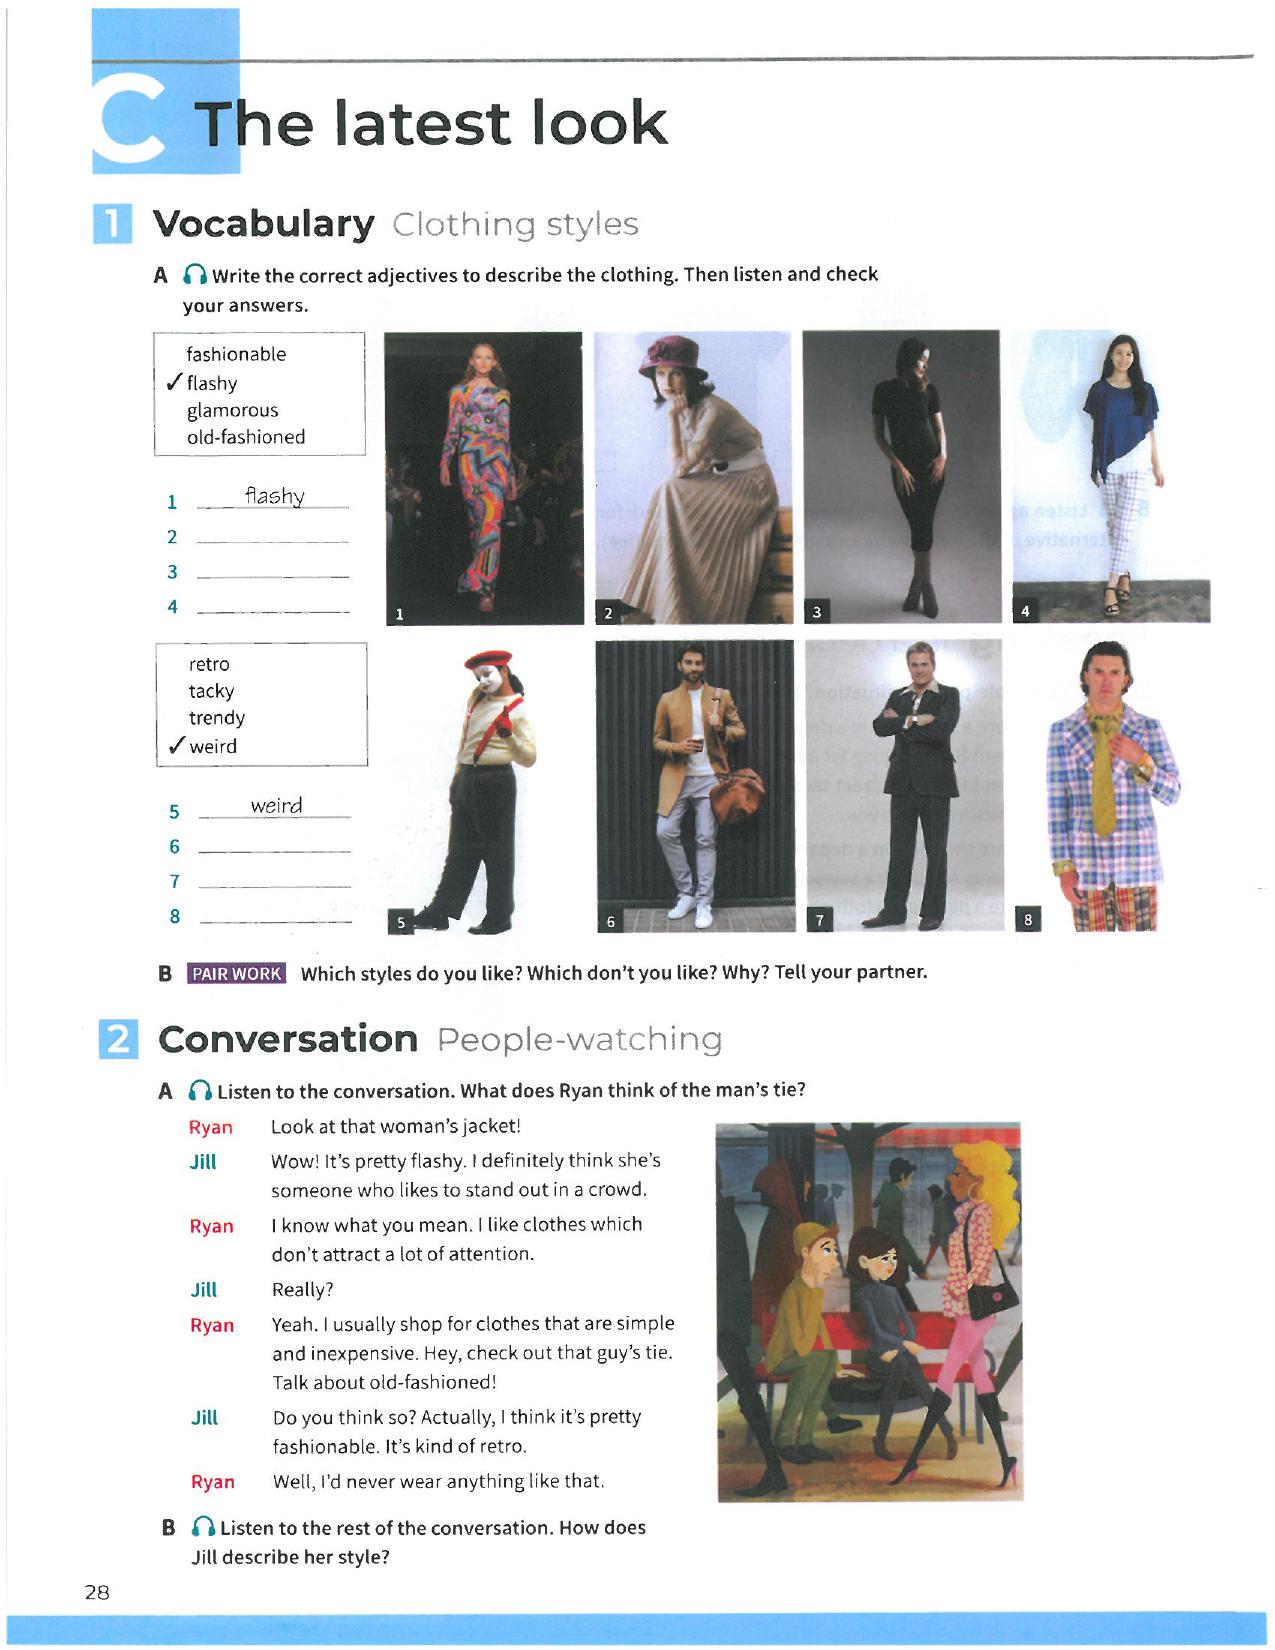 C The latest look
1 Vocabulary Clothing styles
A Write the correct adjectives to describe the clothing. Then listen and check
your answers.
fashionable
✓ flashy
glamorous
old-fashioned
1 flashy
2
3
4
1
2
3
4
retro
tacky
trendy
✓ weird
5 weird
6
7
8
5
6
7
8
B PAIR WORK Which styles do you like? Which don't you like? Why? Tell your partner.
2 Conversation People-watching
A Listen to the conversation. What does Ryan think of the man's tie?
Ryan Look at that woman's jacket!
Jill Wow! It's pretty flashy. I definitely think she's
someone who likes to stand out in a crowd.
Ryan I know what you mean. I like clothes which
don't attract a lot of attention.
Jill Really?
Ryan Yeah. I usually shop for clothes that are simple
and inexpensive. Hey, check out that guy's tie.
Talk about old-fashioned!
Jill Do you think so? Actually, I think it's pretty
fashionable. It's kind of retro.
Ryan Well, I'd never wear anything like that.
B Listen to the rest of the conversation. How does
Jill describe her style?
28